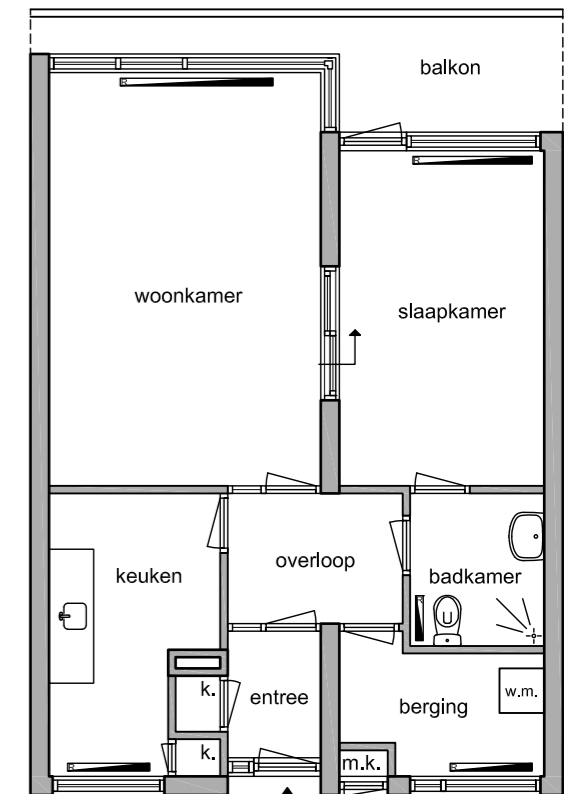 balkon
woonkamer
slaapkamer
keuken
overloop
badkamer
k.
entree
w.m.
berging
k.
m.k.